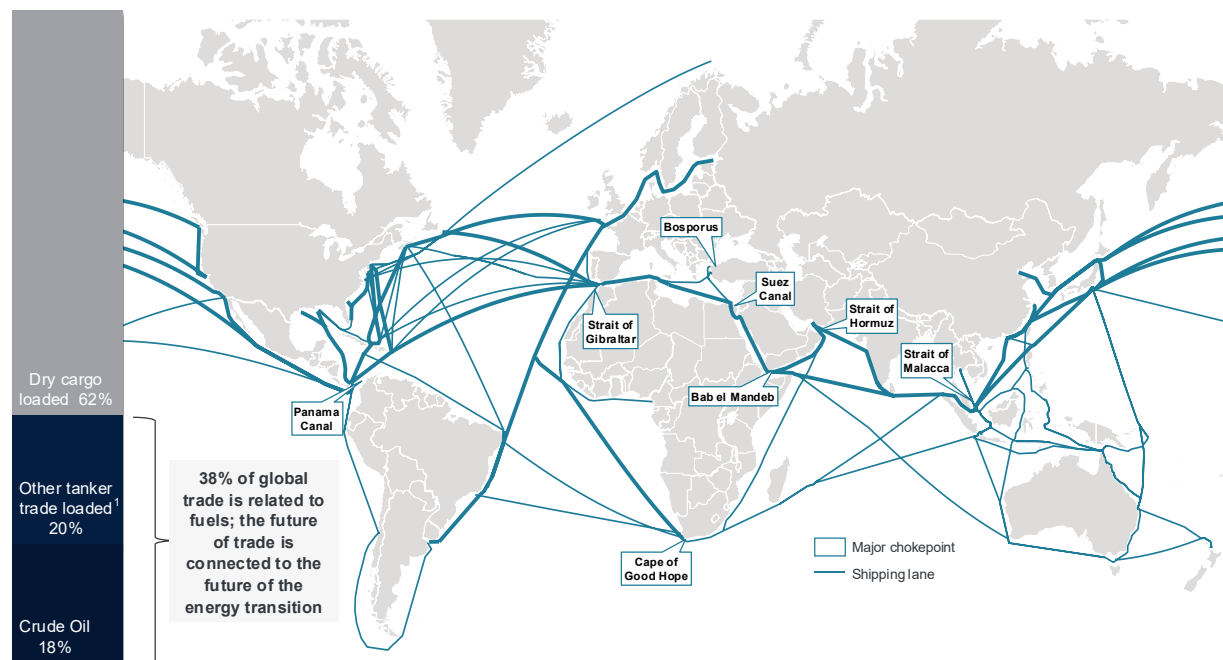 Dry cargo
loaded 62%
Other tanker
trade loaded1
20%
Crude Oil
18%
38% of global
trade is related to
fuels; the future
of trade is
connected to the
future of the
energy transition
Panama
Canal
Bosporus
Suez
Canal
Strait of
Gibraltar
Strait of
Hormuz
Strait of
Malacca
Bab el Mandeb
Cape of
Good Hope
Major chokepoint
Shipping lane